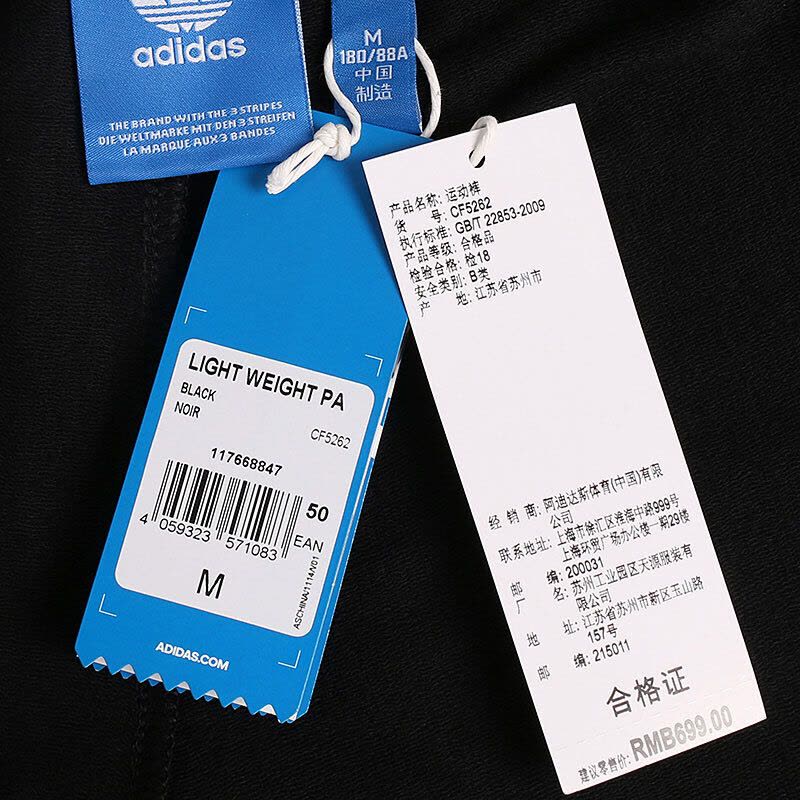 adidas
THE BRAND WITH THE 3 STRIPES
DIE WELTMARKE MIT DEN 3 STREIFEN
LA MARQUE AUX 3 BANDES
M
180/88A
中国
制造
LIGHT WEIGHT PA
BLACK
NOIR
CF5262
117668847
50
4 059323 571083
EAN
M
ASCHINA/1114/N01
ADIDAS.COM
产品名称: 运动裤
货 号: CF5262
执行标准: GB/T 22853-2009
产品等级: 合格品
检验合格: 检18
安全类别: B类
产 地: 江苏省苏州市
经 销 商: 阿迪达斯体育(中国)有限
公司
联系地址: 上海市徐汇区淮海中路999号
上海环贸广场办公楼一期29楼
邮 编: 200031
厂 名: 苏州工业园区天源服装有
限公司
地 址: 江苏省苏州市新区玉山路
157号
邮 编: 215011
合格证
建议零售价: RMB699.00